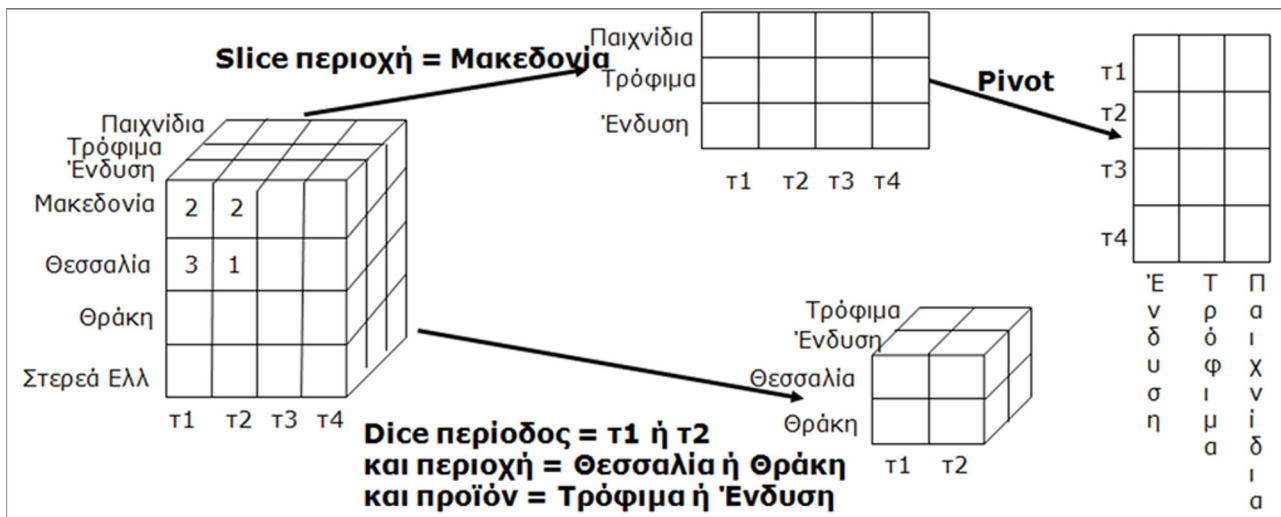 Slice περιοχή = Μακεδονία
Παιχνίδια
Τρόφιμα
Ένδυση
Μακεδονία 2 2
Θεσσαλία 3 1
Θράκη
Στερεά Ελλ
τ1 τ2 τ3 τ4
Παιχνίδια
Τρόφιμα
Ένδυση
τ1 τ2 τ3 τ4
Pivot
τ1
τ2
τ3
τ4
Ένδυση
Τρόφιμα
Παιχνίδια
Dice περίοδος = τ1 ή τ2
και περιοχή = Θεσσαλία ή Θράκη
και προϊόν = Τρόφιμα ή Ένδυση
Τρόφιμα
Ένδυση
Θεσσαλία
Θράκη
τ1 τ2